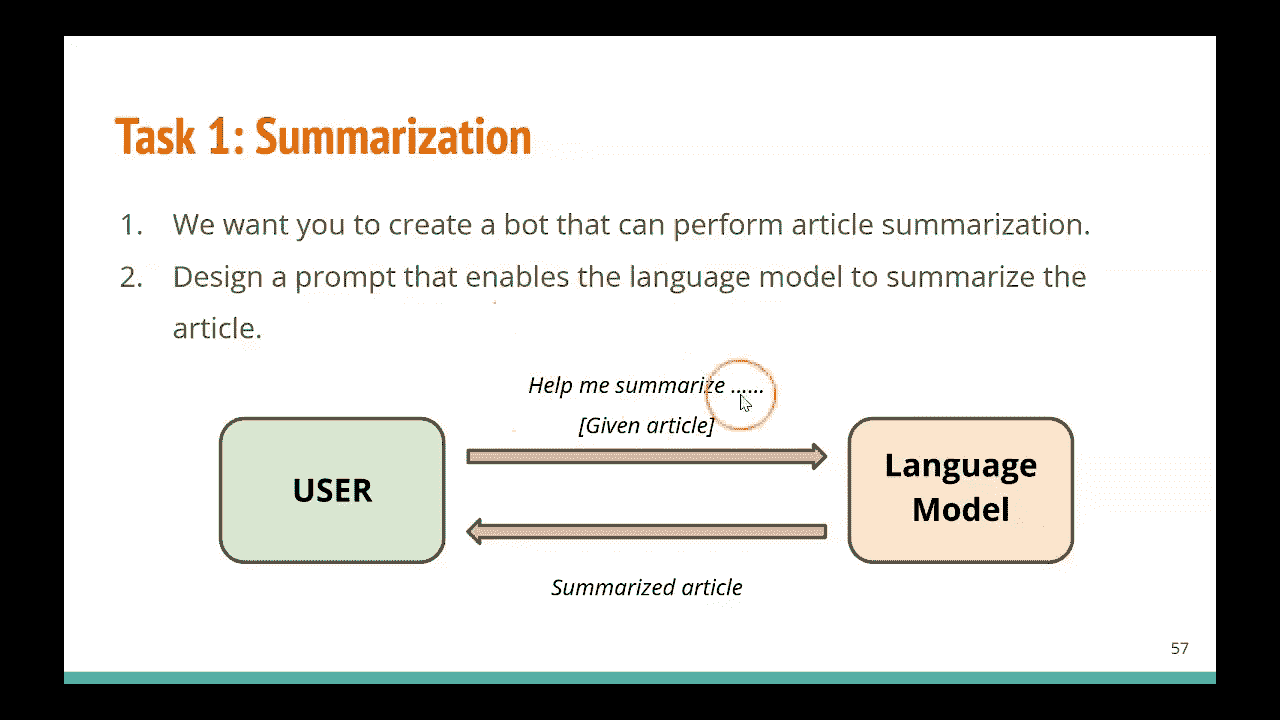 Task 1: Summarization
1. We want you to create a bot that can perform article summarization.
2. Design a prompt that enables the language model to summarize the
article.
Help me summarize ......
[Given article]
USER
Language
Model
Summarized article
57